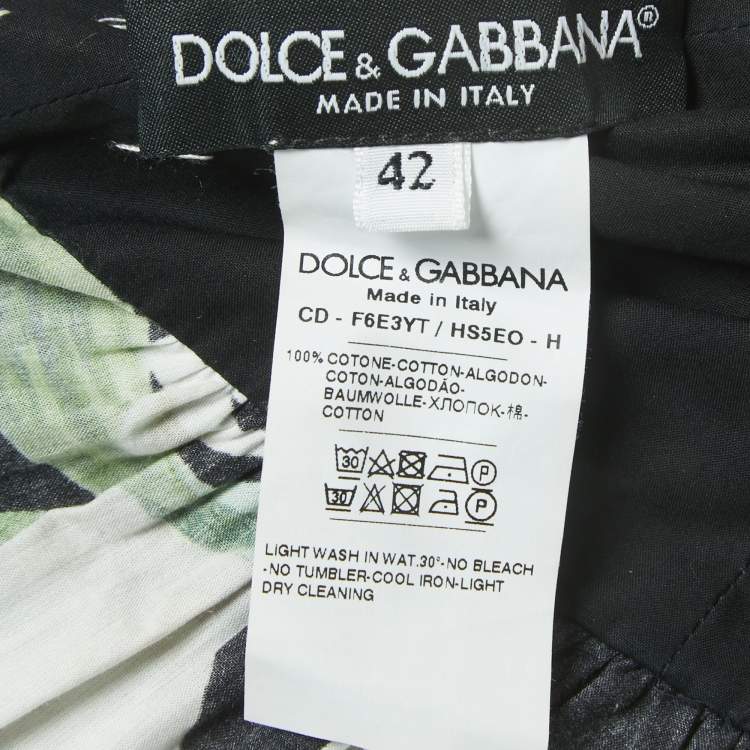 DOLCE & GABBANA®
MADE IN ITALY
42
DOLCE & GABBANA
Made in Italy
CD - F6E3YT / HS5EO - H
100% COTONE-COTTON-ALGODON-
COTON-ALGODÃO-
BAUMWOLLE-ХЛОПОК-棉-
COTTON
30 P
30 P
LIGHT WASH IN WAT.30°-NO BLEACH
-NO TUMBLER-COOL IRON-LIGHT
DRY CLEANING